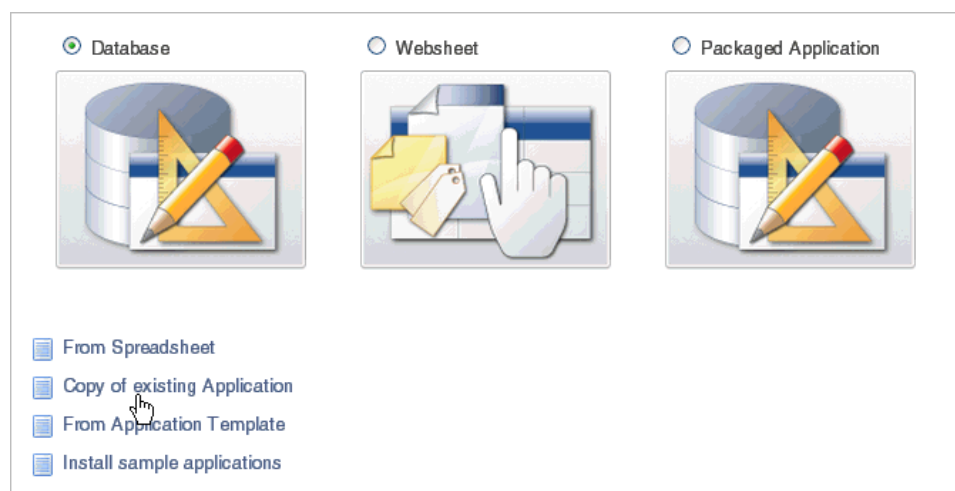 Database Websheet Packaged Application
From Spreadsheet
Copy of existing Application
From Application Template
Install sample applications